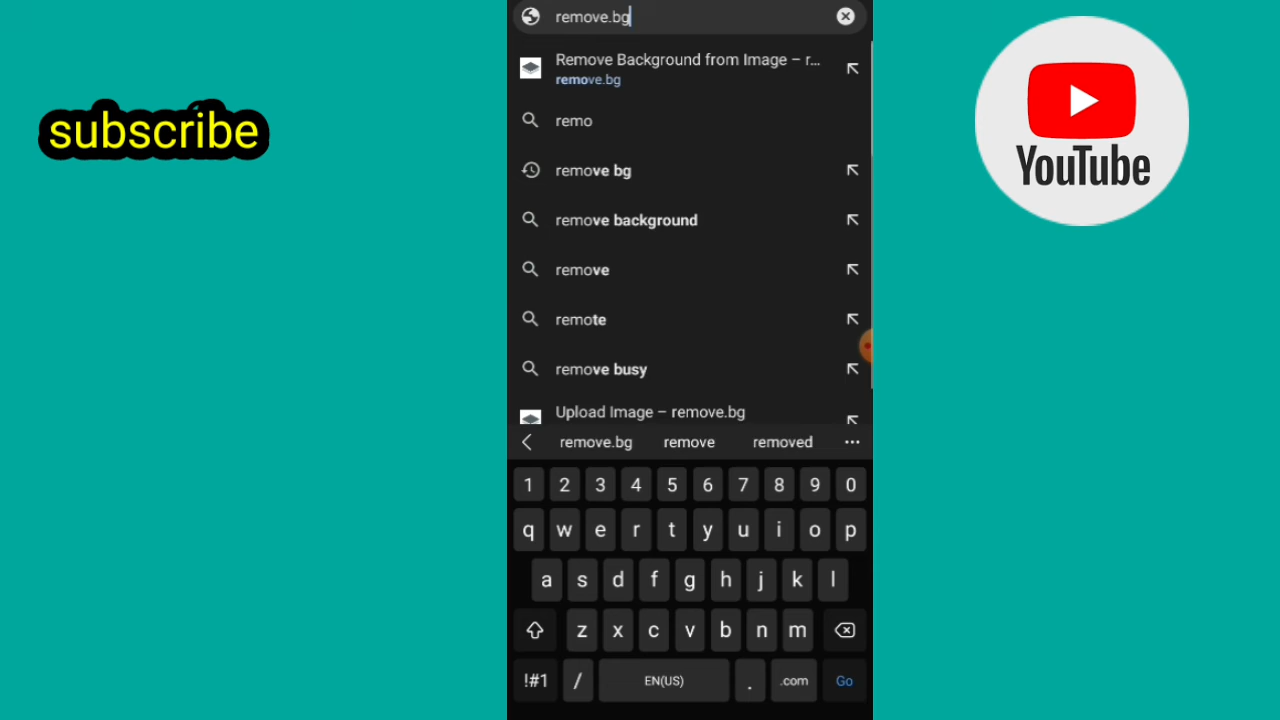 remove.bg
subscribe
Remove Background from Image – r...
remove.bg
remo
remove bg
remove background
remove
remote
remove busy
Upload Image – remove.bg
YouTube
remove.bg remove removed ...
1 2 3 4 5 6 7 8 9 0
q w e r t y u i o p
a s d f g h j k l
z x c v b n m
!#1 / EN(US) . .com Go